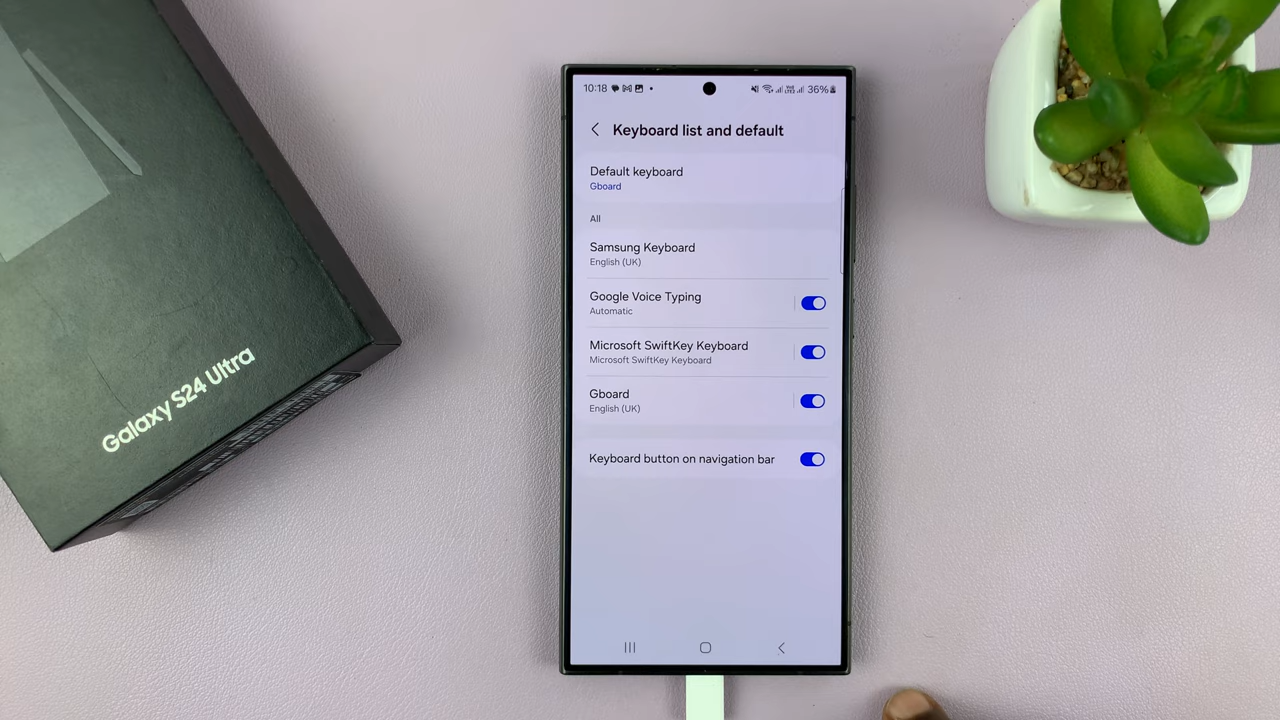 Galaxy S24 Ultra
10:18
36%
Keyboard list and default
Default keyboard
Gboard
All
Samsung Keyboard
English (UK)
Google Voice Typing
Automatic
Microsoft SwiftKey Keyboard
Microsoft SwiftKey Keyboard
Gboard
English (UK)
Keyboard button on navigation bar